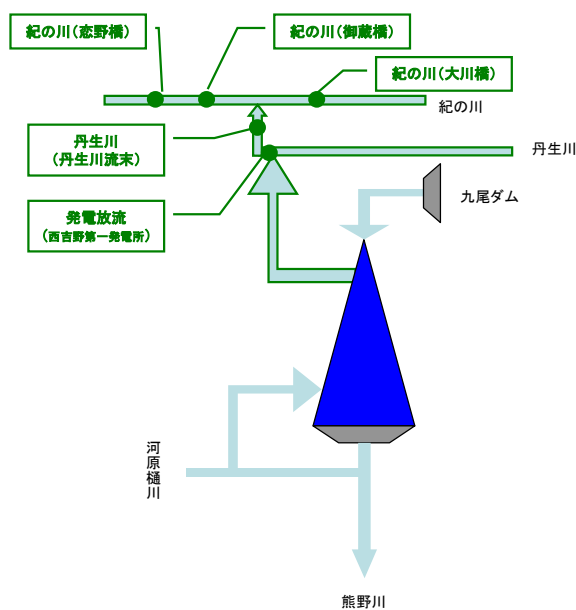 紀の川（恋野橋）
紀の川（御蔵橋）
紀の川（大川橋）
紀の川
丹生川
（丹生川流末）
丹生川
九尾ダム
発電放流
（西吉野第一発電所）
河原樋川
熊野川